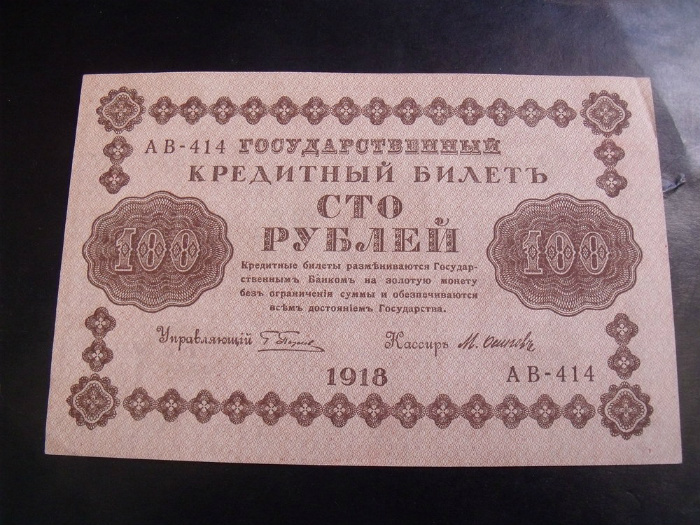 АВ-414 ГОСУДАРСТВЕННЫЙ
КРЕДИТНЫЙ БИЛЕТЪ
СТО
РУБЛЕЙ
100
100
Кредитные билеты размѣниваются Государ-
ственнымъ Банкомъ на золотую монету
безъ ограниченія суммы и обезпечиваются
всѣмъ достояніемъ Государства.
Управляющій
Кассиръ М. Осиповъ
1918
АВ-414